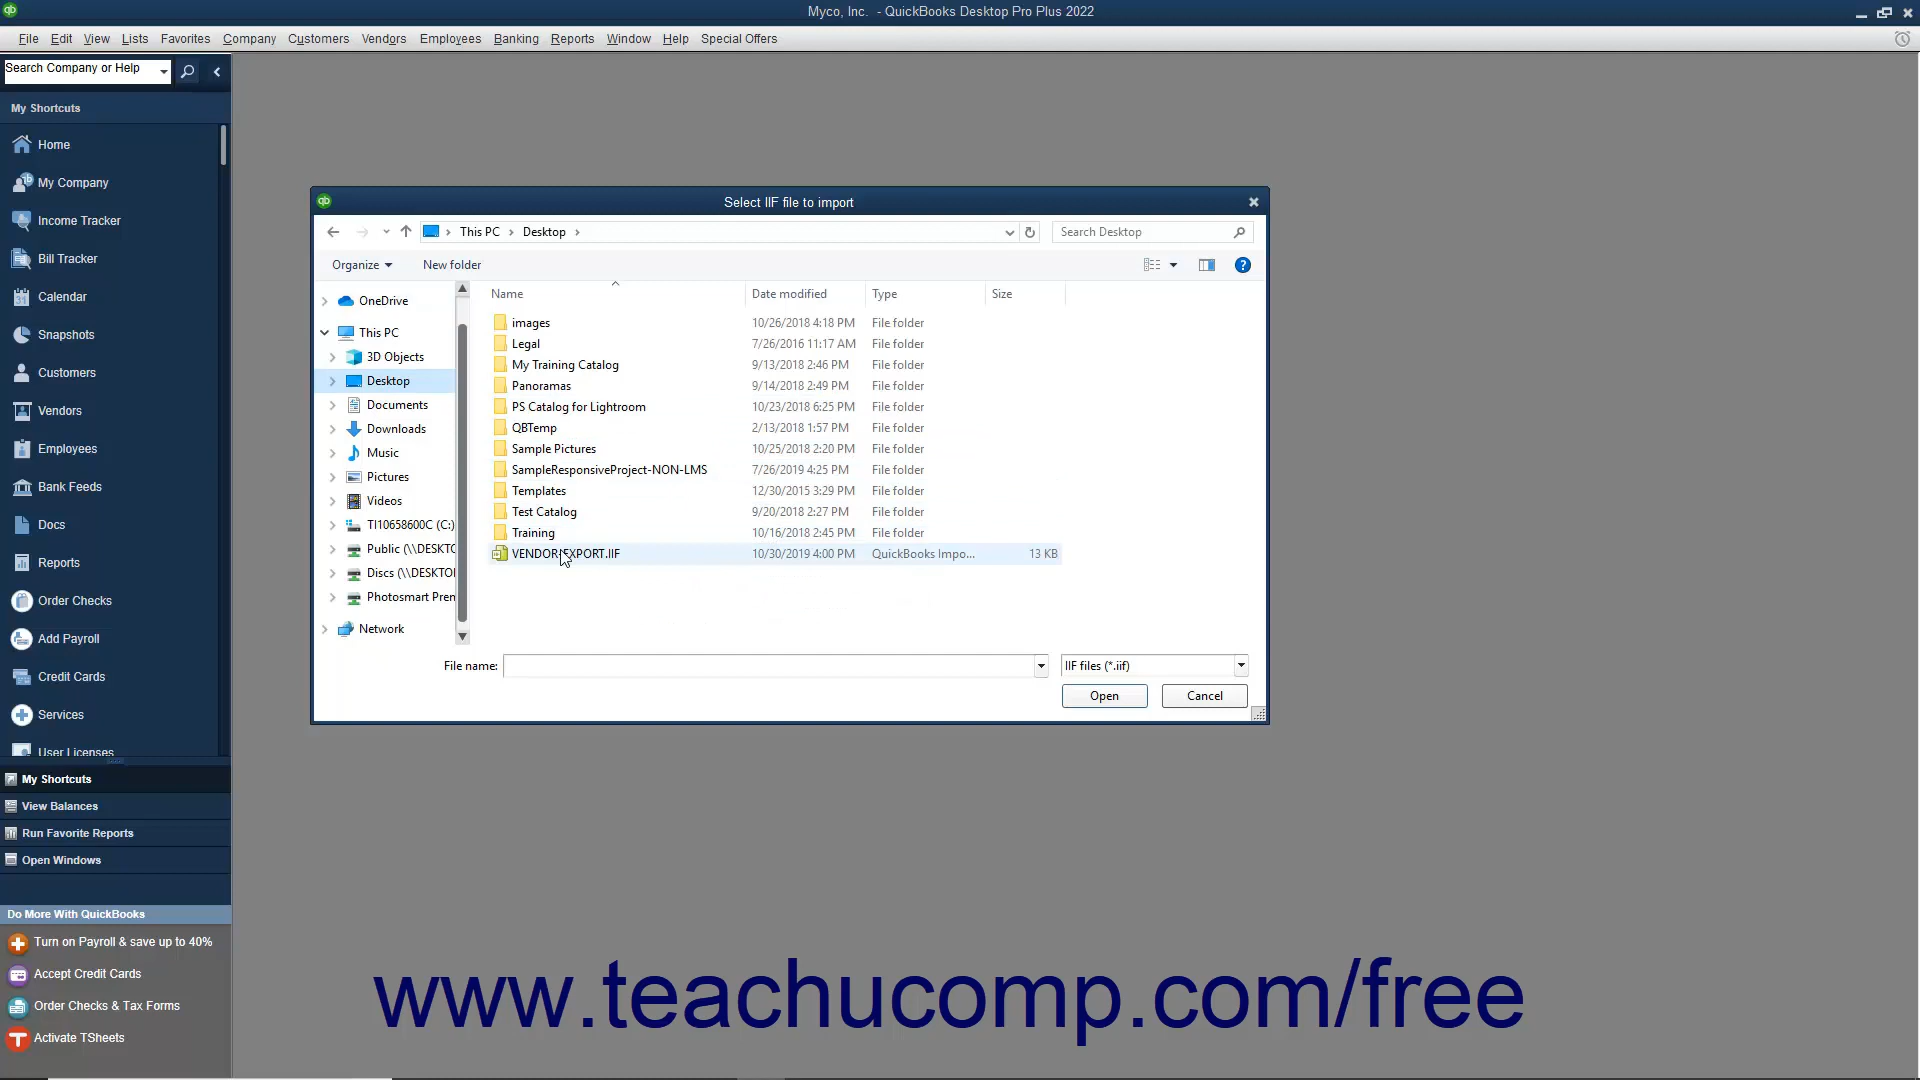 Myco, Inc. - QuickBooks Desktop Pro Plus 2022
File Edit View Lists Favorites Company Customers Vendors Employees Banking Reports Window Help Special Offers
Search Company or Help
My Shortcuts
Home
My Company
Income Tracker
Bill Tracker
Calendar
Snapshots
Customers
Vendors
Employees
Bank Feeds
Docs
Reports
Order Checks
Add Payroll
Credit Cards
Services
User Licenses
My Shortcuts
View Balances
Run Favorite Reports
Open Windows
Do More With QuickBooks
Turn on Payroll & save up to 40%
Accept Credit Cards
Order Checks & Tax Forms
Activate TSheets
Select IIF file to import
This PC Desktop
Search Desktop
Organize New folder
OneDrive
This PC
3D Objects
Desktop
Documents
Downloads
Music
Pictures
Videos
TI10658600C (C:)
Public (\\DESKTO
Discs (\\DESKTO
Photosmart Prem
Network
Name Date modified Type Size
images 10/26/2018 4:18 PM File folder
Legal 7/26/2016 11:17 AM File folder
My Training Catalog 9/13/2018 2:46 PM File folder
Panoramas 9/14/2018 2:49 PM File folder
PS Catalog for Lightroom 10/23/2018 6:25 PM File folder
QBTemp 2/13/2018 1:57 PM File folder
Sample Pictures 10/25/2018 2:20 PM File folder
SampleResponsiveProject-NON-LMS 7/26/2019 4:25 PM File folder
Templates 12/30/2015 3:29 PM File folder
Test Catalog 9/20/2018 2:27 PM File folder
Training 10/16/2018 2:45 PM File folder
VENDOR EXPORT.IIF 10/30/2019 4:00 PM QuickBooks Impo... 13 KB
File name:
IIF files (*.iif)
Open Cancel
www.teachucomp.com/free